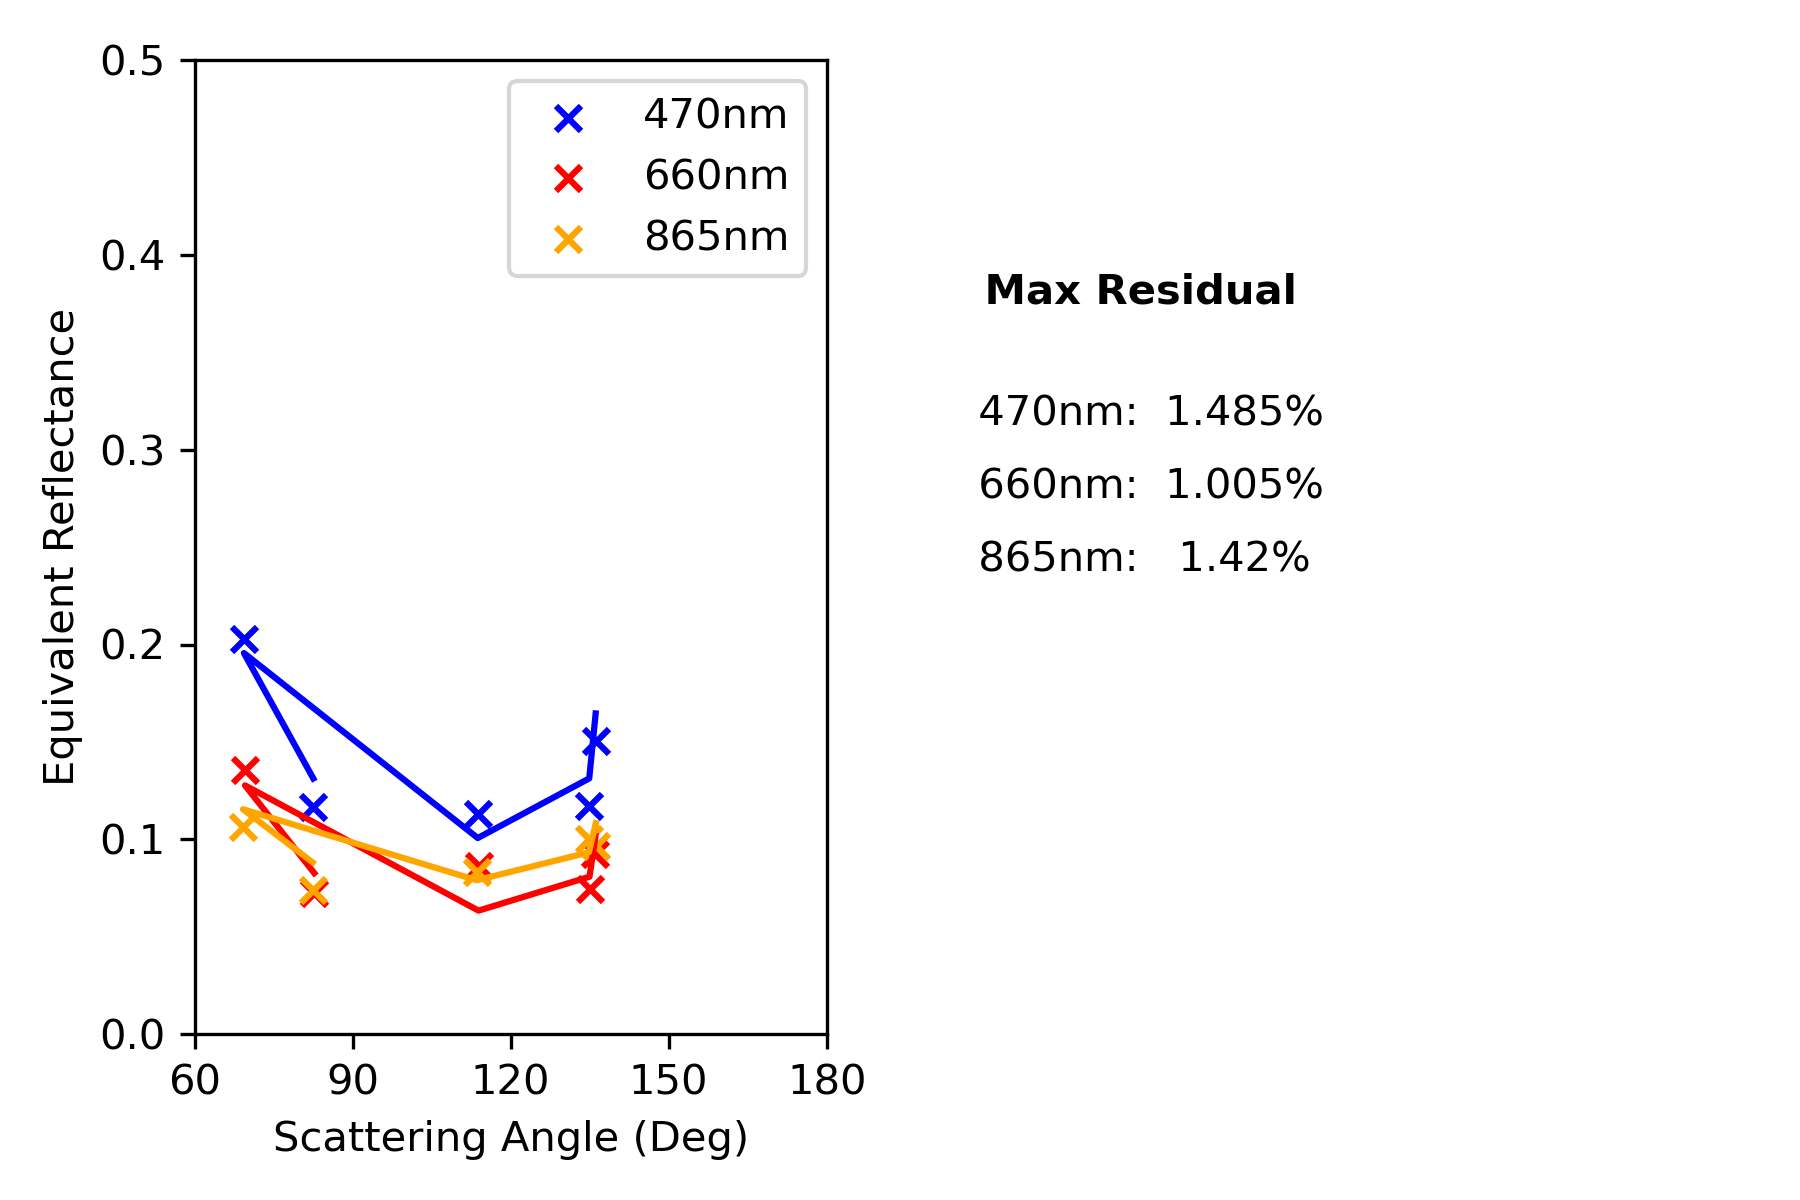 0.5
0.4
0.3
0.2
0.1
0.0
60 90 120 150 180
Scattering Angle (Deg)
Equivalent Reflectance
470nm
660nm
865nm
Max Residual
470nm: 1.485%
660nm: 1.005%
865nm: 1.42%